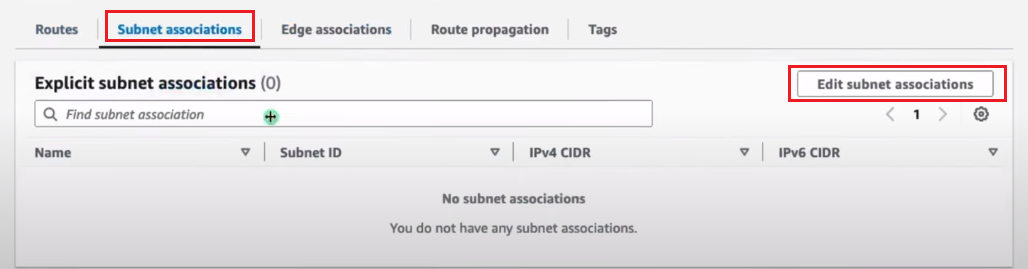 Routes Subnet associations Edge associations Route propagation Tags
Explicit subnet associations (0) Edit subnet associations
Find subnet association
1
Name Subnet ID IPv4 CIDR IPv6 CIDR
No subnet associations
You do not have any subnet associations.